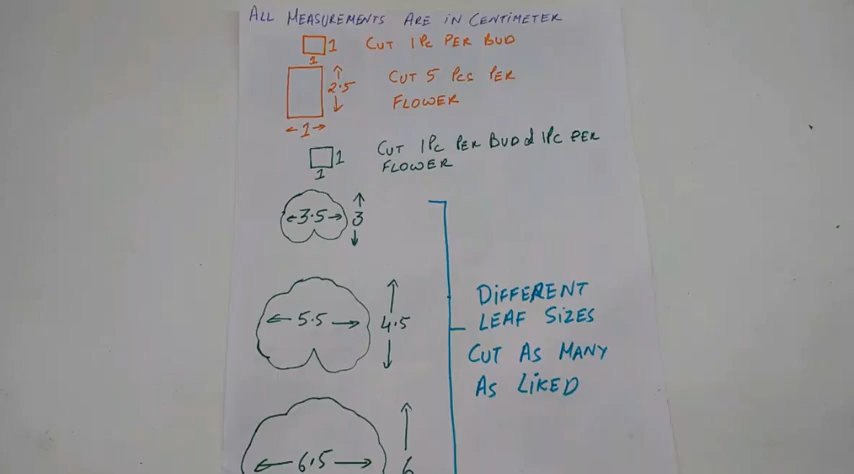 ALL MEASUREMENTS ARE IN CENTIMETER
1 CUT 1Pc PER BUD
1
2.5 CUT 5 PCS PER
FLOWER
1
1 CUT 1Pc PER BUD & 1Pc PER
FLOWER
1
3.5 3
5.5 4.5
DIFFERENT
LEAF SIZES
CUT AS MANY
AS LIKED
6.5 6